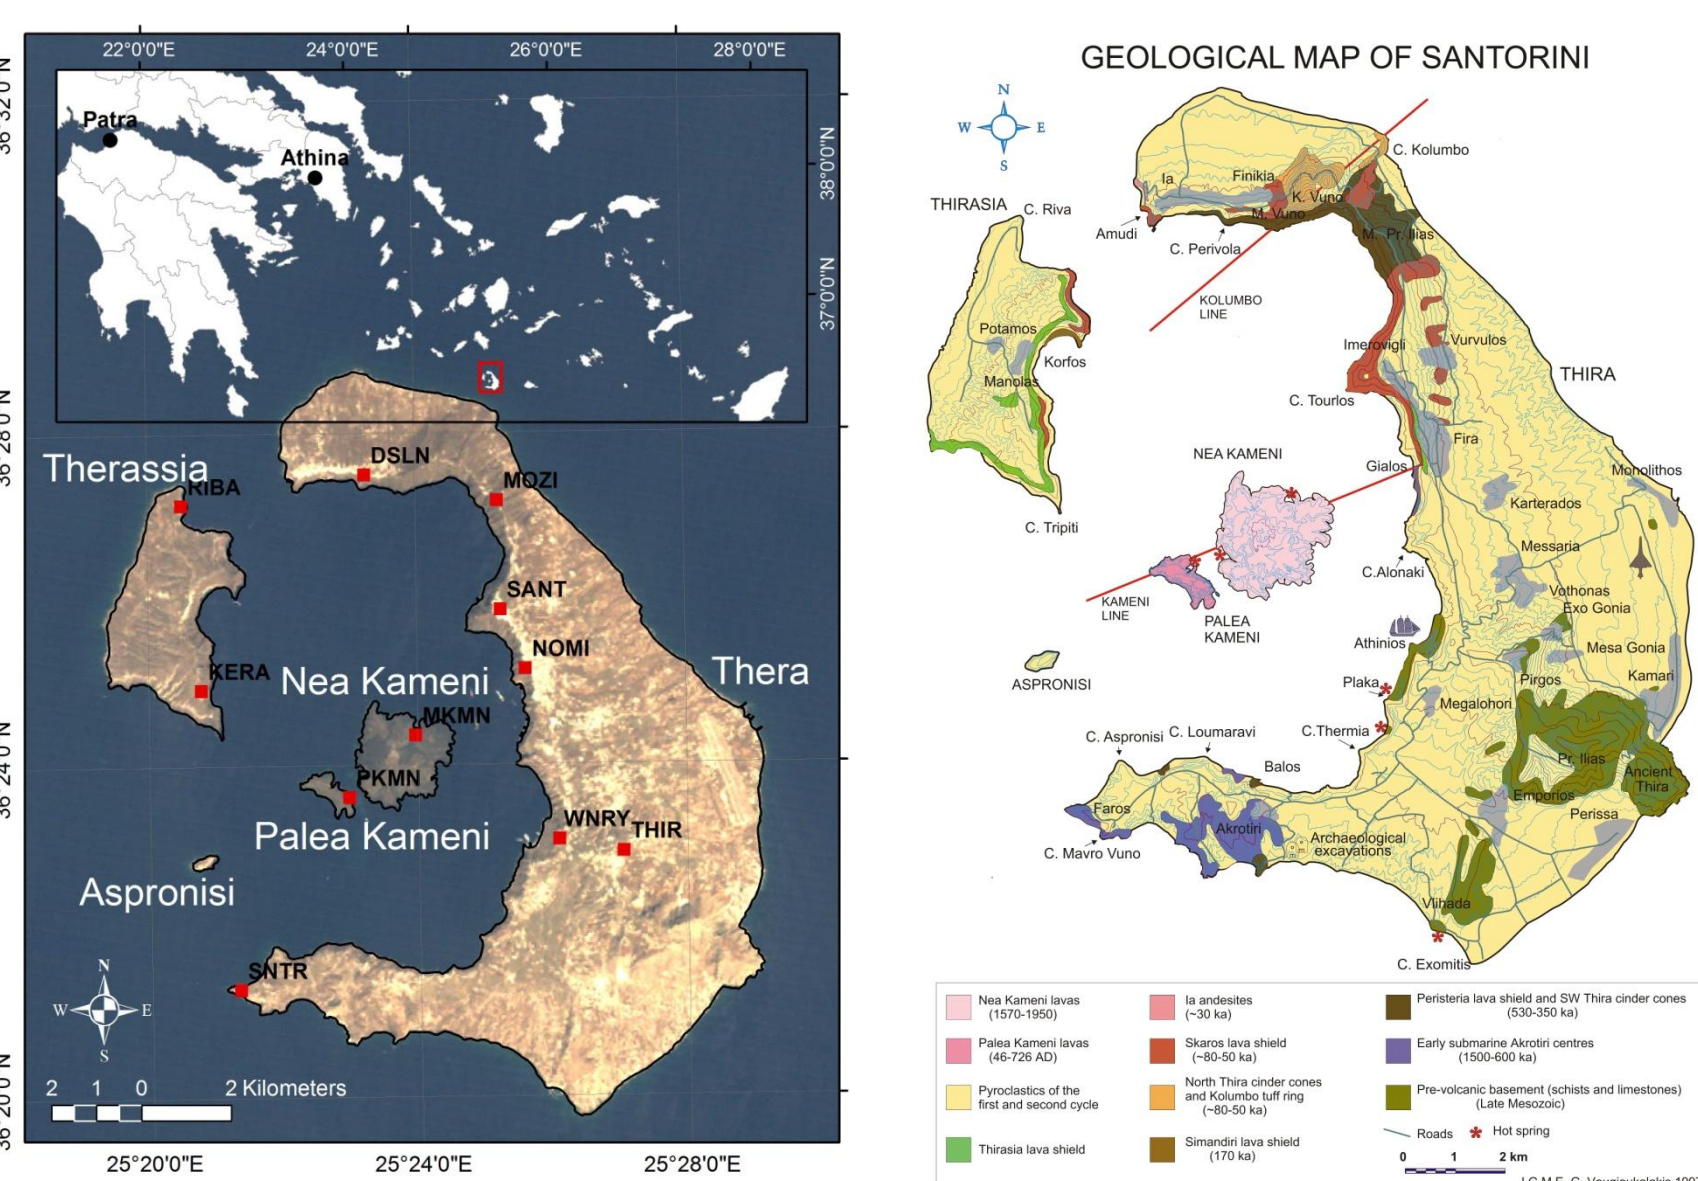 22°0'0"E 24°0'0"E 26°0'0"E 28°0'0"E
38°0'0"N
37°0'0"N
Patra
Athina
36°28'0"N
36°24'0"N
36°20'0"N
Therassia
RIBA
DSLN
MOZI
SANT
NOMI
KERA
Nea Kameni
Thera
MKMN
PKMN
Palea Kameni
WNRY
THIR
Aspronisi
SNTR
N
W E
S
2 1 0 2 Kilometers
25°20'0"E 25°24'0"E 25°28'0"E
GEOLOGICAL MAP OF SANTORINI
N
W E
S
C. Kolumbo
Ia
Finikia
K. Vuno
M. Vuno
THIRASIA
C. Riva
Amudi
C. Perivola
M. Pr. Ilias
KOLUMBO
LINE
Potamos
Korfos
Manolas
Imerovigli
Vurvulos
THIRA
C. Tourlos
Fira
NEA KAMENI
Gialos
Monolithos
Karterados
C. Tripiti
Messaria
C.Alonaki
Vothonas
Exo Gonia
KAMENI
LINE
PALEA
KAMENI
Athinios
Mesa Gonia
ASPRONISI
Plaka
Pirgos
Kamari
Megalohori
C. Aspronisi
C. Loumaravi
C.Thermia
Pr. Ilias
Balos
Ancient
Thira
Emporios
Faros
Perissa
Akrotiri
Archaeological
excavations
C. Mavro Vuno
Vlihada
C. Exomitis
Nea Kameni lavas
(1570-1950)
Palea Kameni lavas
(46-726 AD)
Pyroclastics of the
first and second cycle
Thirasia lava shield
Ia andesites
(~30 ka)
Skaros lava shield
(~80-50 ka)
North Thira cinder cones
and Kolumbo tuff ring
(~80-50 ka)
Simandiri lava shield
(170 ka)
Peristeria lava shield and SW Thira cinder cones
(530-350 ka)
Early submarine Akrotiri centres
(1500-600 ka)
Pre-volcanic basement (schists and limestones)
(Late Mesozoic)
Roads
Hot spring
0 1 2 km